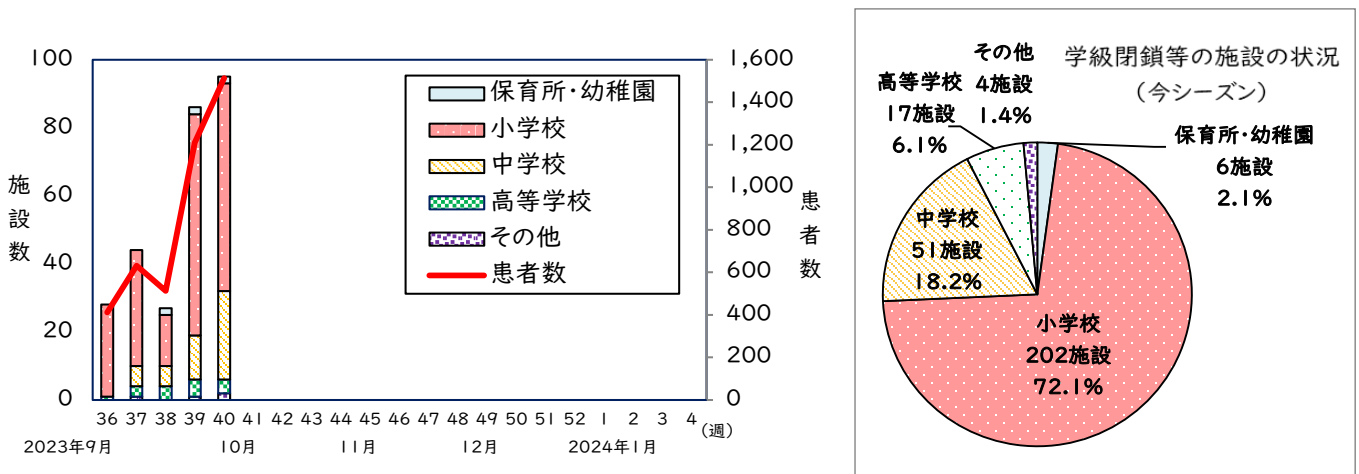 100
80
60
40
20
0
施設数
1,600
1,400
1,200
1,000
800
600
400
200
0
患者数
保育所・幼稚園
小学校
中学校
高等学校
その他
患者数
36 37 38 39 40 41 42 43 44 45 46 47 48 49 50 51 52 1 2 3 4 (週)
2023年9月 10月 11月 12月 2024年1月
学級閉鎖等の施設の状況
(今シーズン)
その他
4施設
1.4%
高等学校
17施設
6.1%
保育所・幼稚園
6施設
2.1%
中学校
51施設
18.2%
小学校
202施設
72.1%